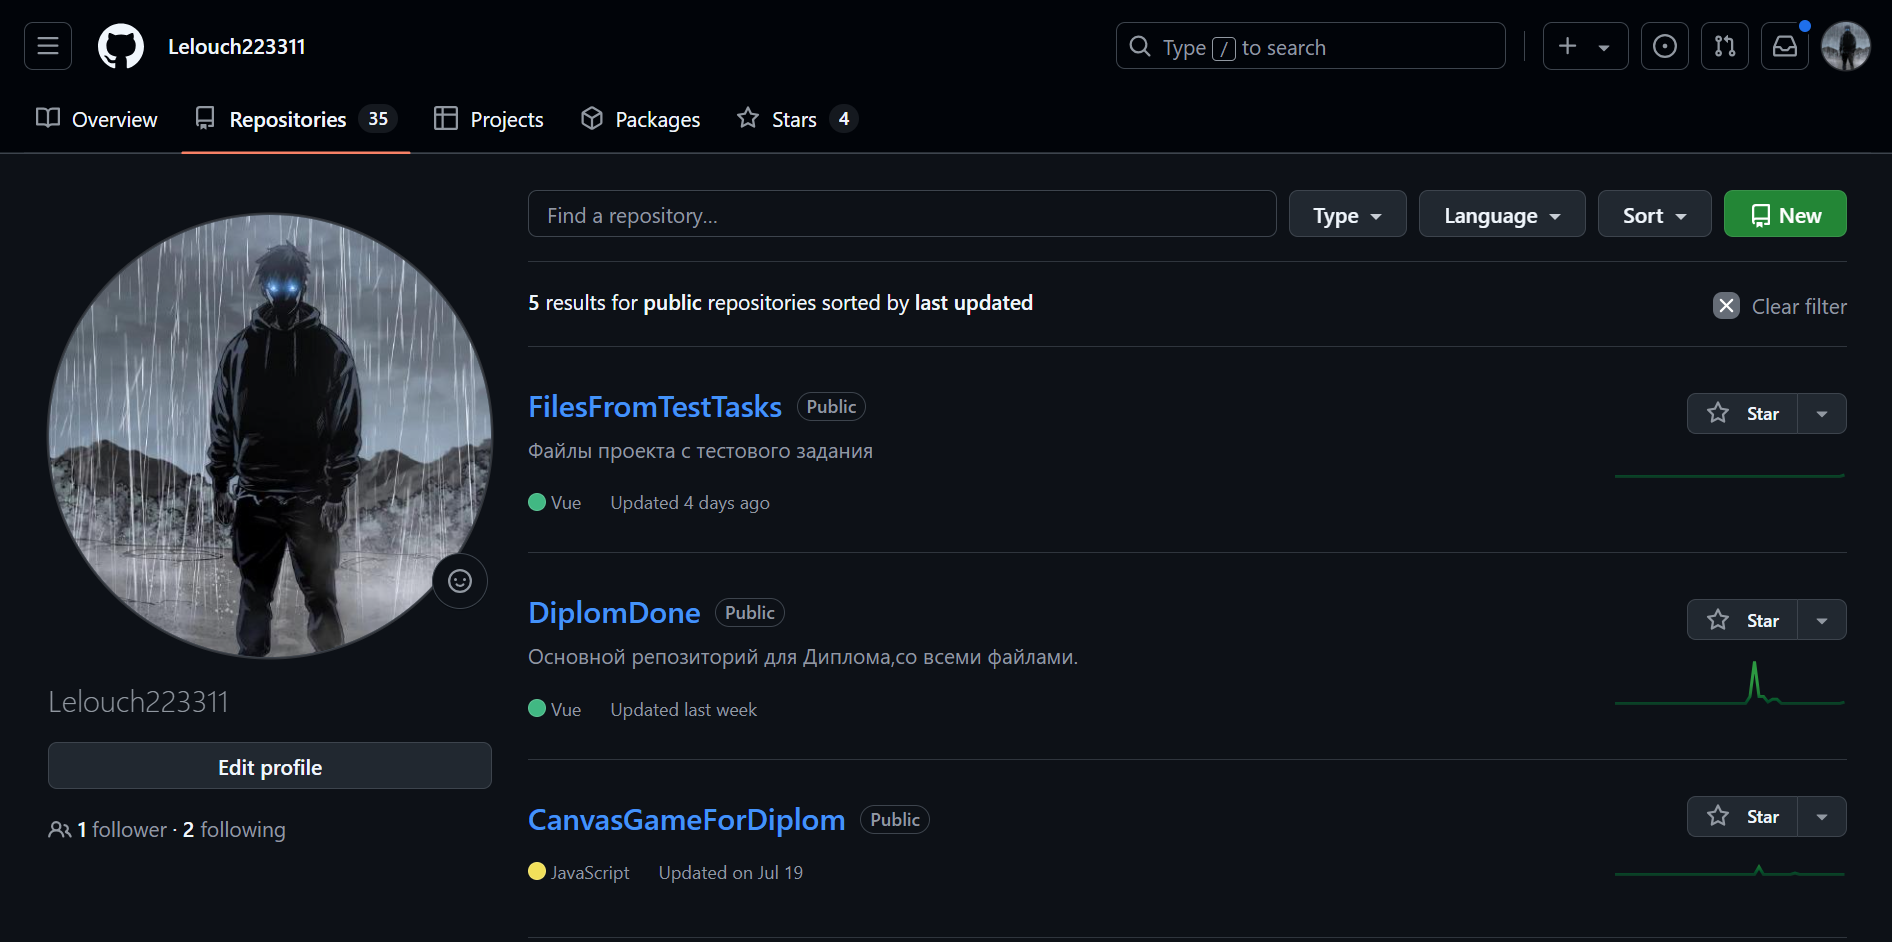 Lelouch223311
Type / to search
Overview
Repositories 35
Projects
Packages
Stars 4
Find a repository...
Type
Language
Sort
New
5 results for public repositories sorted by last updated
Clear filter
FilesFromTestTasks Public
Star
Файлы проекта с тестового задания
Vue Updated 4 days ago
DiplomDone Public
Star
Основной репозиторий для Диплома,со всеми файлами.
Vue Updated last week
CanvasGameForDiplom Public
Star
JavaScript Updated on Jul 19
Lelouch223311
Edit profile
1 follower · 2 following